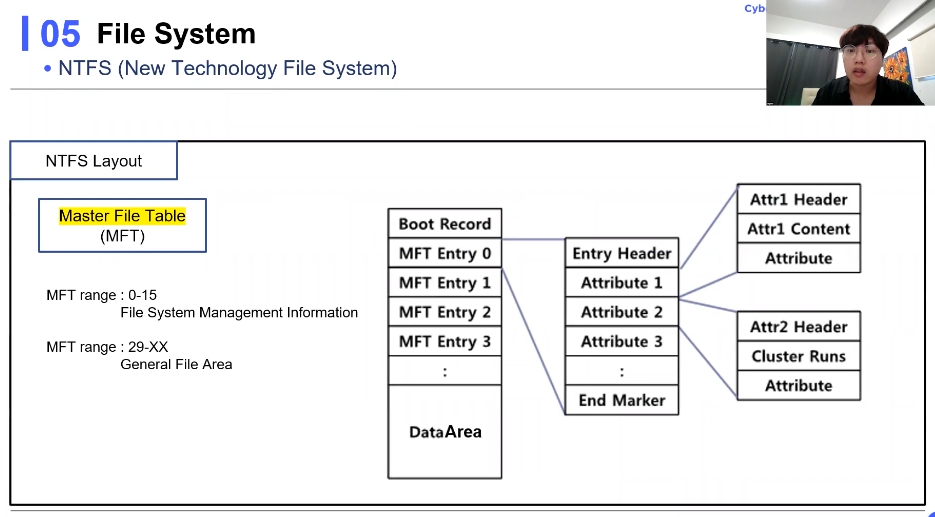 05 File System
• NTFS (New Technology File System)
NTFS Layout
Master File Table
(MFT)
MFT range : 0-15
File System Management Information
MFT range : 29-XX
General File Area
Boot Record
MFT Entry 0
MFT Entry 1
MFT Entry 2
MFT Entry 3
:
DataArea
Entry Header
Attribute 1
Attribute 2
Attribute 3
:
End Marker
Attr1 Header
Attr1 Content
Attribute
Attr2 Header
Cluster Runs
Attribute